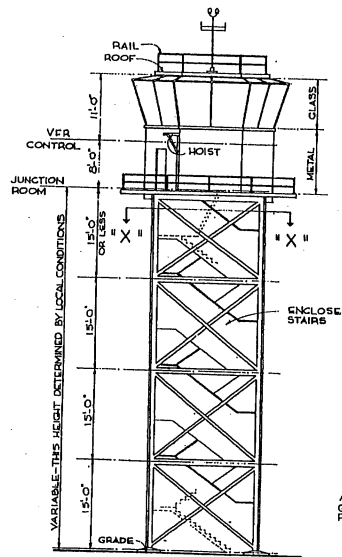 RAIL
ROOF
11'-0"
GLASS
VFR
CONTROL
HOIST
8'-0"
METAL
JUNCTION
ROOM
"X"
"X"
15'-0"
OR LESS
VARIABLE-THIS HEIGHT DETERMINED BY LOCAL CONDITIONS
15'-0"
ENCLOSE
STAIRS
15'-0"
15'-0"
GRADE